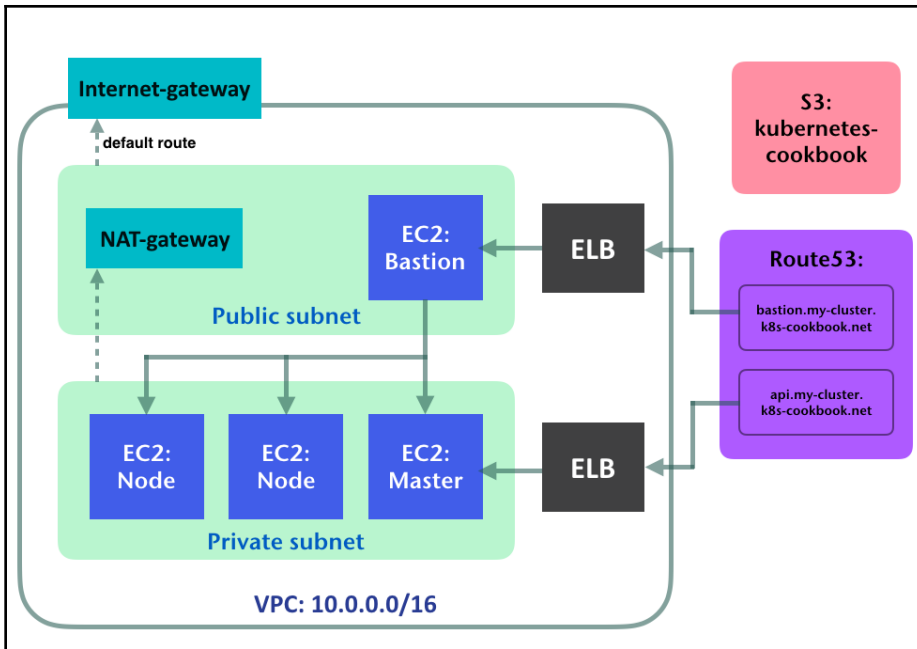 Internet-gateway
default route
S3:
kubernetes-
cookbook
NAT-gateway
EC2:
Bastion
ELB
Public subnet
Route53:
bastion.my-cluster.
k8s-cookbook.net
api.my-cluster.
k8s-cookbook.net
EC2:
Node
EC2:
Node
EC2:
Master
ELB
Private subnet
VPC: 10.0.0.0/16